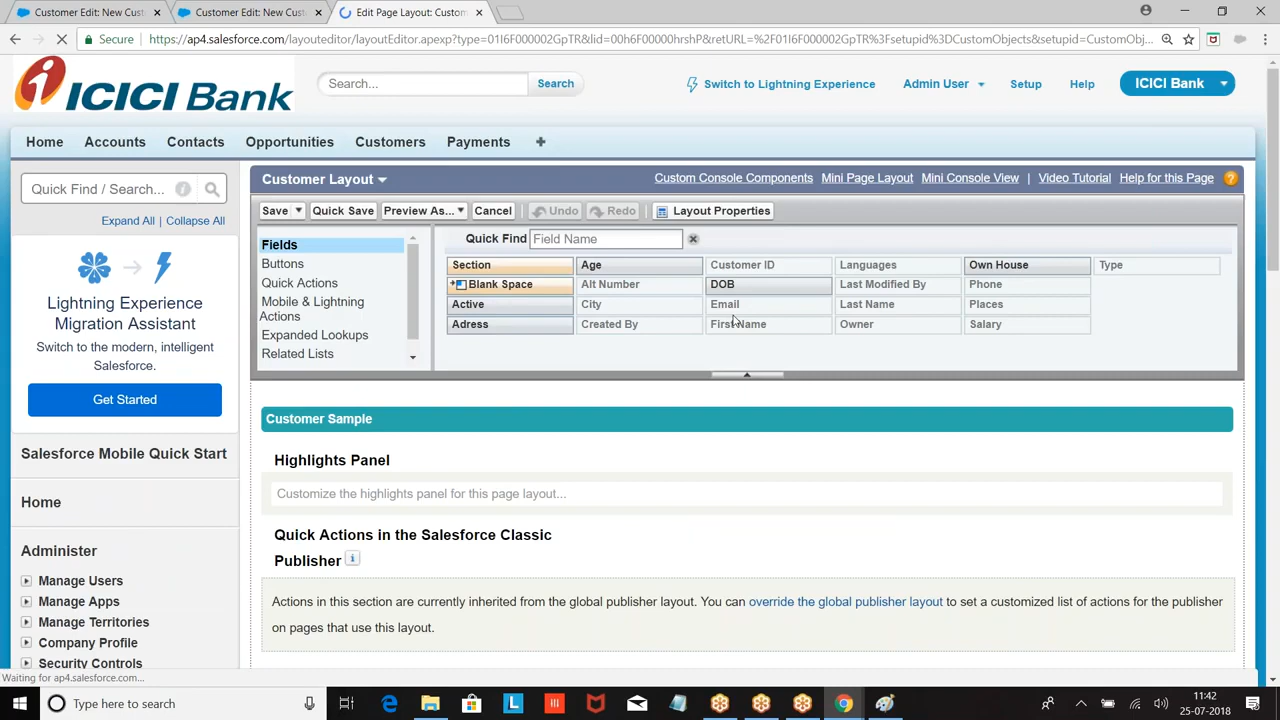 Customer Edit: New Cust
Customer Edit: New Cust
Edit Page Layout: Custom
Secure
https://ap4.salesforce.com/layouteditor/layoutEditor.apexp?type=01I6F000002GpTR&lid=00h6F00000hrshP&retURL=%2F01I6F000002GpTR%3Fsetupid%3DCustomObjects&setupid=CustomObj...
ICICI Bank
Search...
Search
Switch to Lightning Experience
Admin User
Setup
Help
ICICI Bank
Home
Accounts
Contacts
Opportunities
Customers
Payments
Quick Find / Search...
Expand All | Collapse All
Lightning Experience
Migration Assistant
Switch to the modern, intelligent
Salesforce.
Get Started
Salesforce Mobile Quick Start
Home
Administer
Manage Users
Manage Apps
Manage Territories
Company Profile
Security Controls
Customer Layout
Custom Console Components
Mini Page Layout
Mini Console View
|
Video Tutorial
Help for this Page
Save
Quick Save
Preview As...
Cancel
Undo
Redo
Layout Properties
Fields
Buttons
Quick Actions
Mobile & Lightning
Actions
Expanded Lookups
Related Lists
Quick Find
Field Name
Section
Age
Customer ID
Languages
Own House
Type
Blank Space
Alt Number
DOB
Last Modified By
Phone
Active
City
Email
Last Name
Places
Adress
Created By
First Name
Owner
Salary
Customer Sample
Highlights Panel
Customize the highlights panel for this page layout...
Quick Actions in the Salesforce Classic
Publisher
Actions in this section are currently inherited from the global publisher layout. You can override the global publisher layout to set a customized list of actions for the publisher
on pages that use this layout.
Waiting for ap4.salesforce.com...
Type here to search
11:42
25-07-2018